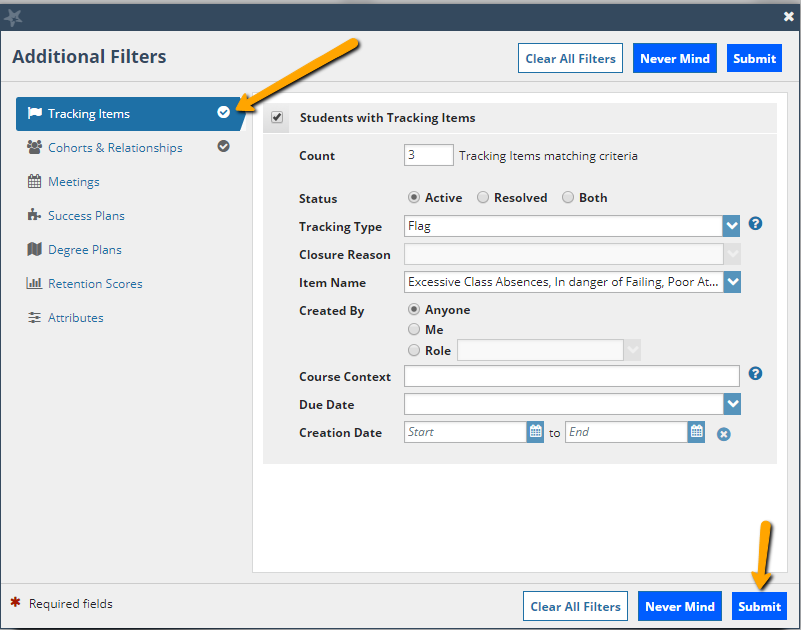 Additional Filters
Clear All Filters
Never Mind
Submit
Tracking Items
Cohorts & Relationships
Meetings
Success Plans
Degree Plans
Retention Scores
Attributes
Students with Tracking Items
Count 3 Tracking Items matching criteria
Status Active Resolved Both
Tracking Type Flag
Closure Reason
Item Name Excessive Class Absences, In danger of Failing, Poor At...
Created By Anyone
Me
Role
Course Context
Due Date
Creation Date Start to End
* Required fields
Clear All Filters
Never Mind
Submit